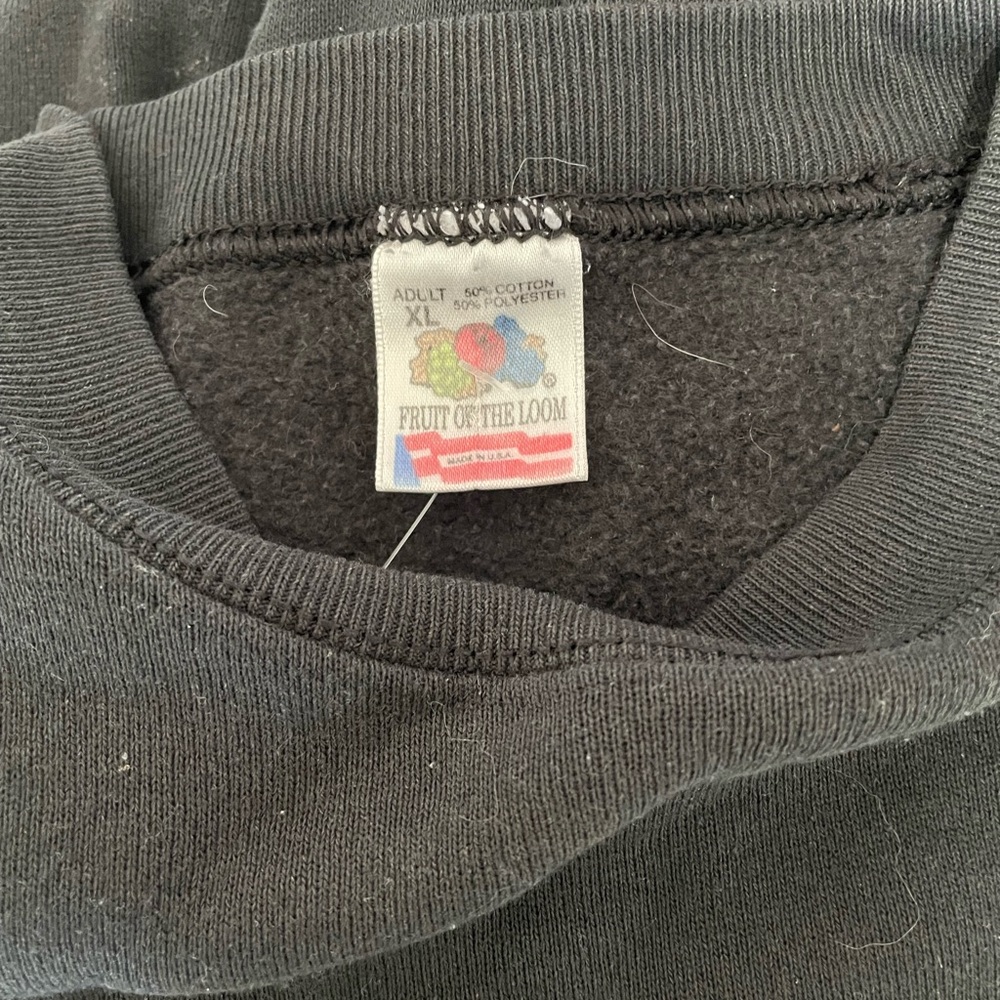 ADULT 50% COTTON
XL 50% POLYESTER
®
FRUIT OF THE LOOM
MADE IN U.S.A.